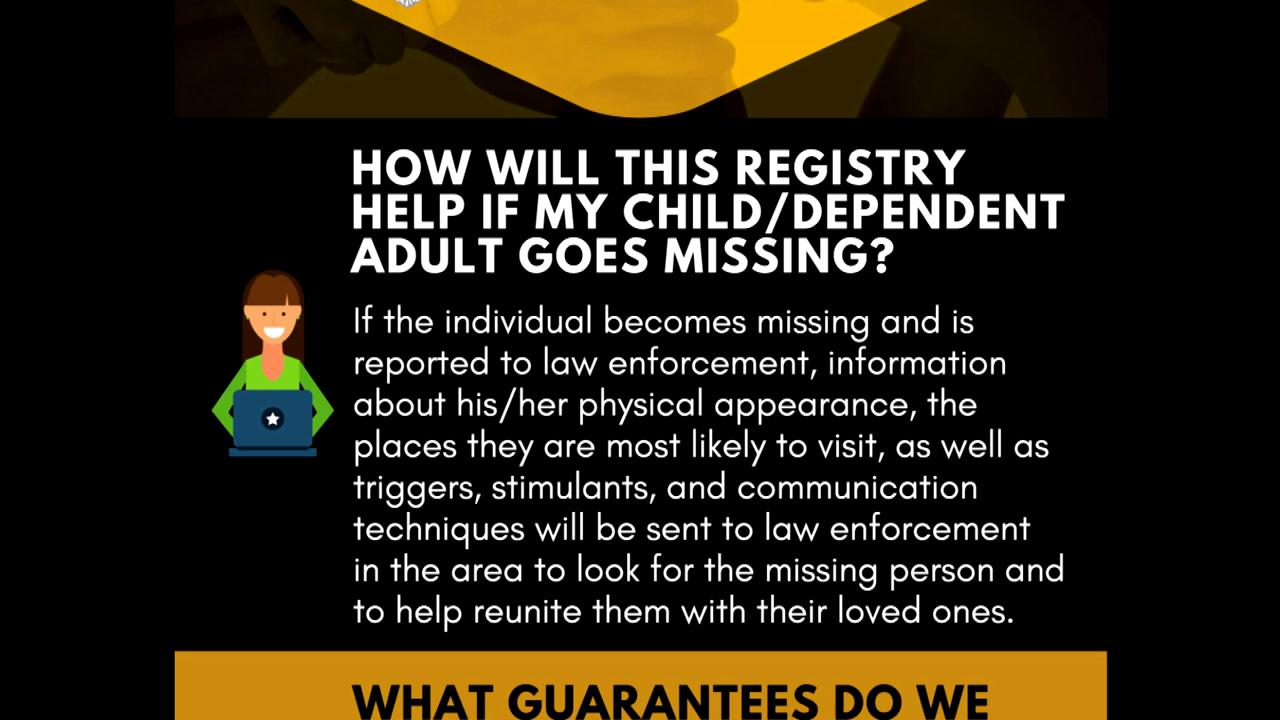 HOW WILL THIS REGISTRY
HELP IF MY CHILD/DEPENDENT
ADULT GOES MISSING?
If the individual becomes missing and is
reported to law enforcement, information
about his/her physical appearance, the
places they are most likely to visit, as well as
triggers, stimulants, and communication
techniques will be sent to law enforcement
in the area to look for the missing person and
to help reunite them with their loved ones.
WHAT GUARANTEES DO WE